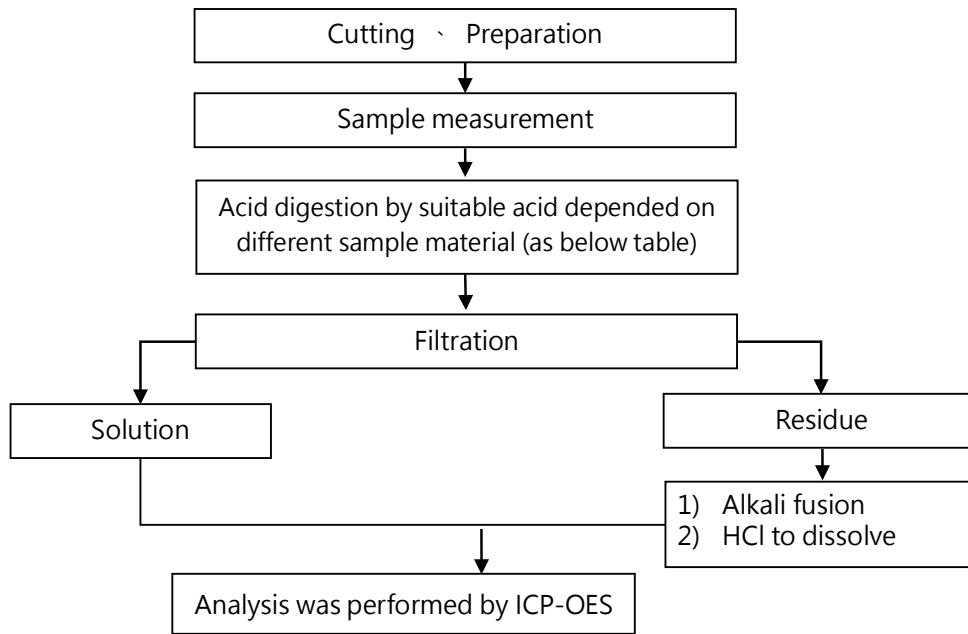 Cutting 、 Preparation
Sample measurement
Acid digestion by suitable acid depended on
different sample material (as below table)
Filtration
Solution
Residue
1) Alkali fusion
2) HCl to dissolve
Analysis was performed by ICP-OES